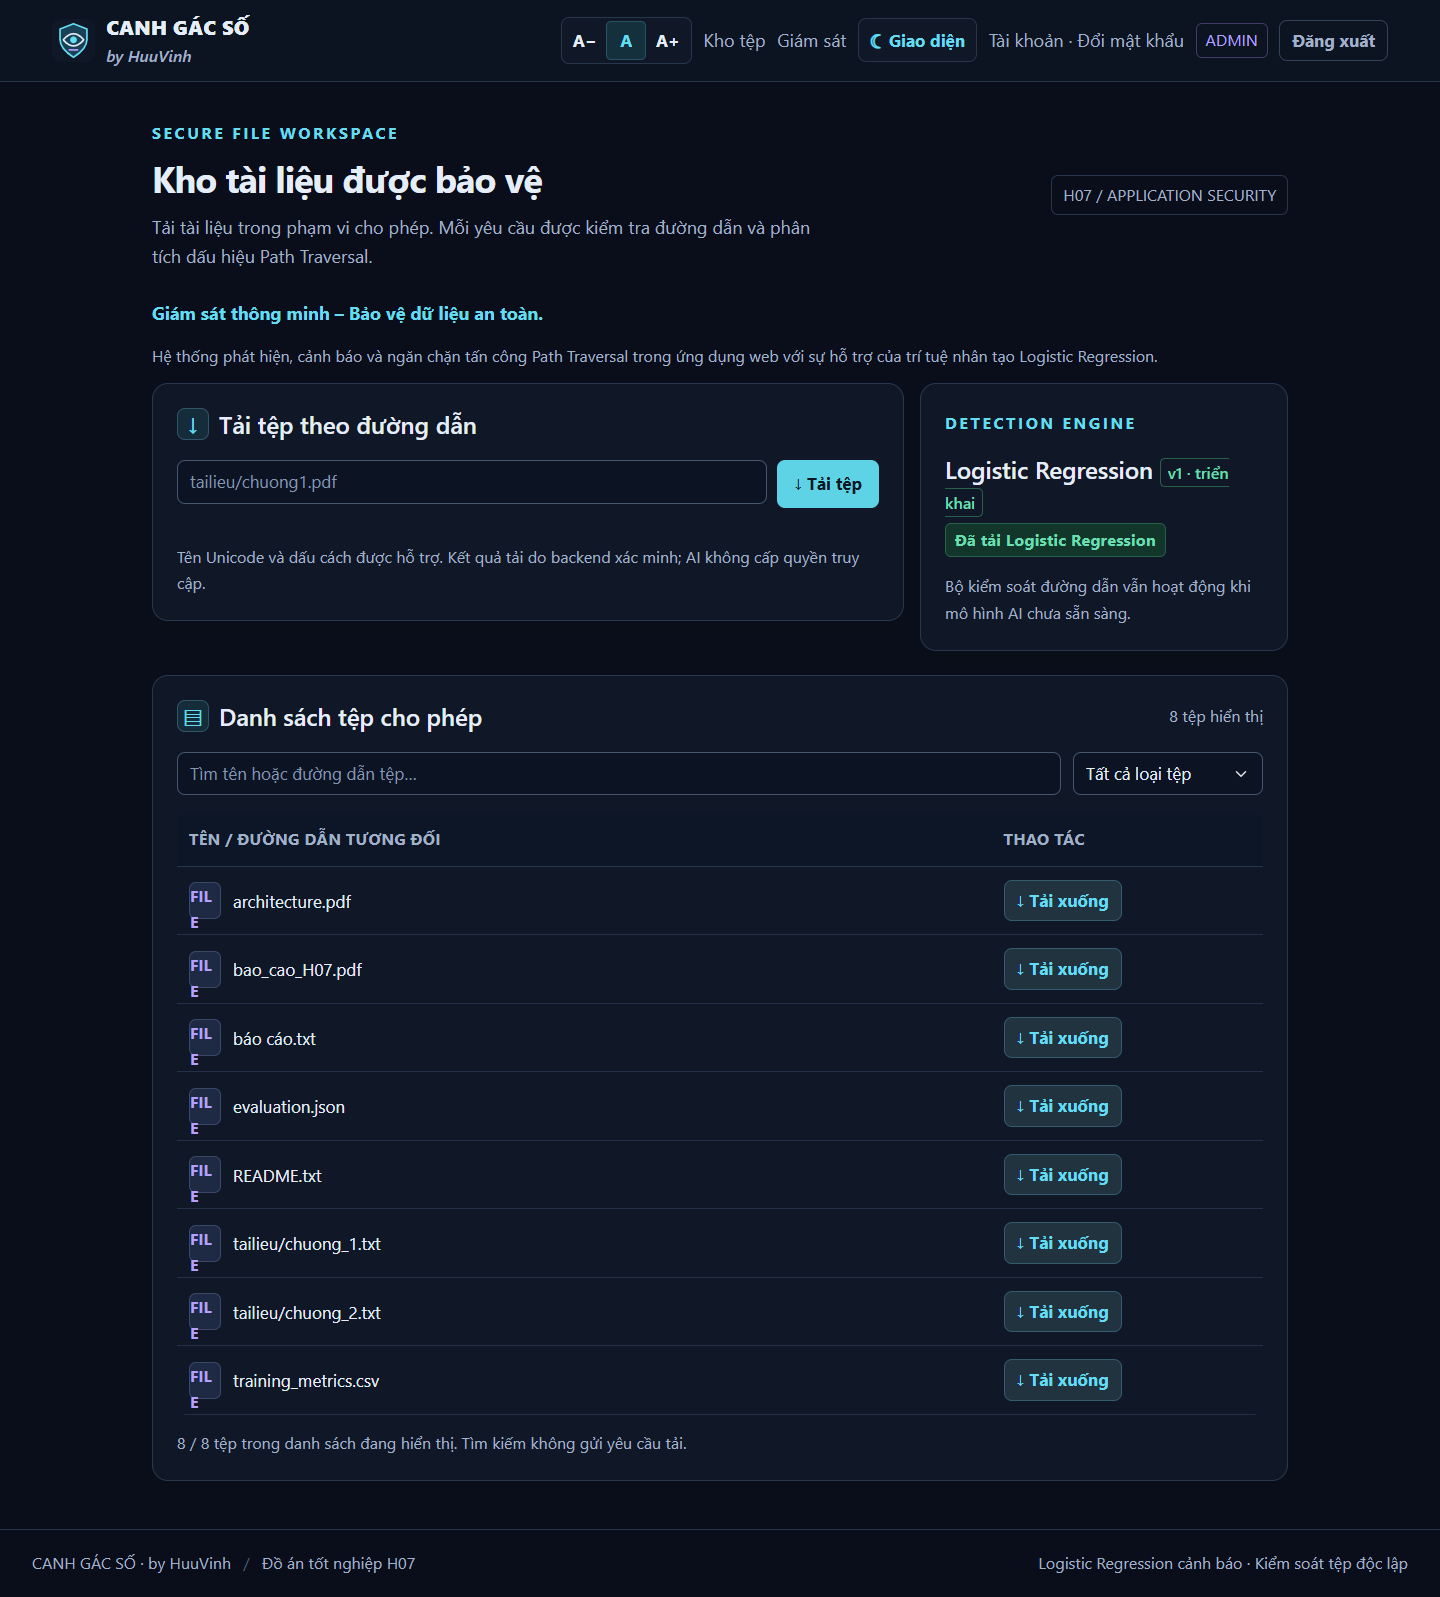 CANH GÁC SỐ
by HuuVinh
A− A A+ Kho tệp Giám sát ☾ Giao diện Tài khoản · Đổi mật khẩu ADMIN Đăng xuất
SECURE FILE WORKSPACE
Kho tài liệu được bảo vệ
H07 / APPLICATION SECURITY
Tải tài liệu trong phạm vi cho phép. Mỗi yêu cầu được kiểm tra đường dẫn và phân
tích dấu hiệu Path Traversal.
Giám sát thông minh – Bảo vệ dữ liệu an toàn.
Hệ thống phát hiện, cảnh báo và ngăn chặn tấn công Path Traversal trong ứng dụng web với sự hỗ trợ của trí tuệ nhân tạo Logistic Regression.
↓ Tải tệp theo đường dẫn
tailieu/chuong1.pdf
↓ Tải tệp
Tên Unicode và dấu cách được hỗ trợ. Kết quả tải do backend xác minh; AI không cấp quyền truy
cập.
DETECTION ENGINE
Logistic Regression v1 · triển
khai
Đã tải Logistic Regression
Bộ kiểm soát đường dẫn vẫn hoạt động khi
mô hình AI chưa sẵn sàng.
▤ Danh sách tệp cho phép
8 tệp hiển thị
Tìm tên hoặc đường dẫn tệp...
Tất cả loại tệp
TÊN / ĐƯỜNG DẪN TƯƠNG ĐỐI THAO TÁC
FILE architecture.pdf ↓ Tải xuống
FILE bao_cao_H07.pdf ↓ Tải xuống
FILE báo cáo.txt ↓ Tải xuống
FILE evaluation.json ↓ Tải xuống
FILE README.txt ↓ Tải xuống
FILE tailieu/chuong_1.txt ↓ Tải xuống
FILE tailieu/chuong_2.txt ↓ Tải xuống
FILE training_metrics.csv ↓ Tải xuống
8 / 8 tệp trong danh sách đang hiển thị. Tìm kiếm không gửi yêu cầu tải.
CANH GÁC SỐ · by HuuVinh / Đồ án tốt nghiệp H07
Logistic Regression cảnh báo · Kiểm soát tệp độc lập